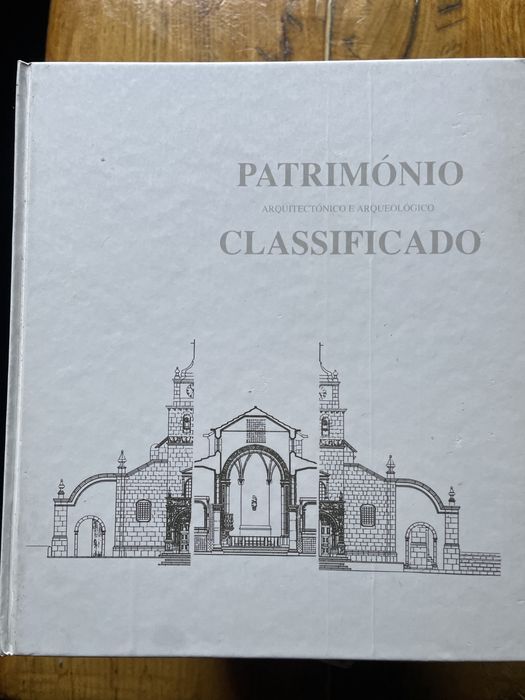 PATRIMÓNIO
ARQUITECTÓNICO E ARQUEOLÓGICO
CLASSIFICADO